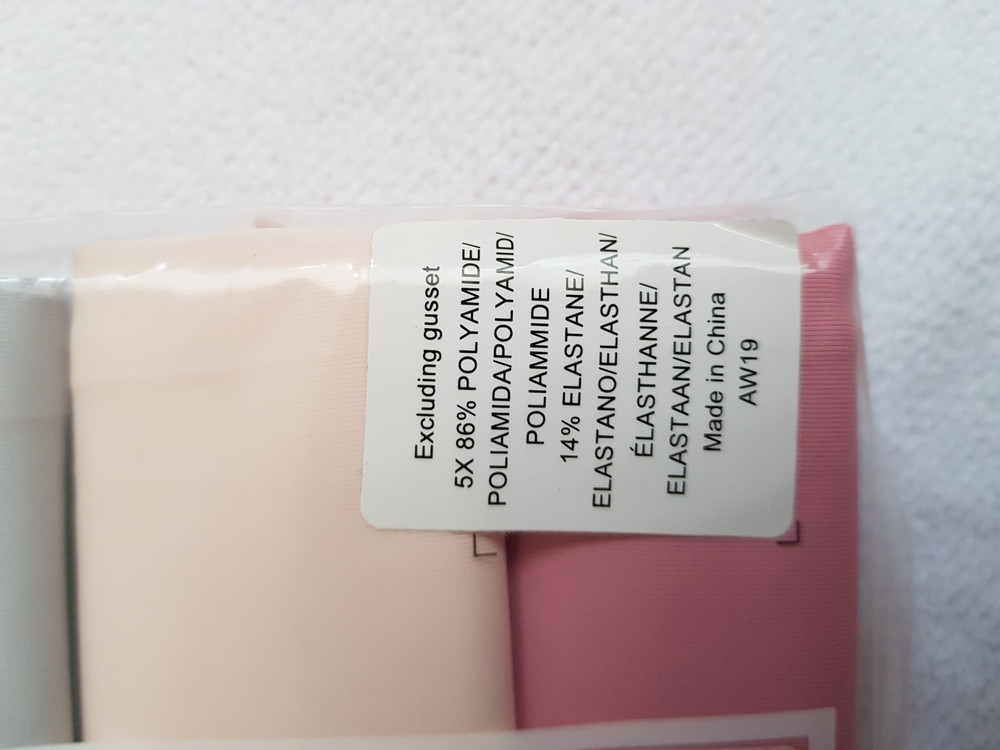 Excluding gusset
5X 86% POLYAMIDE/
POLIAMIDA/POLYAMID/
POLIAMMIDE
14% ELASTANE/
ELASTANO/ELASTHAN/
ÉLASTHANNE/
ELASTAAN/ELASTAN
Made in China
AW19